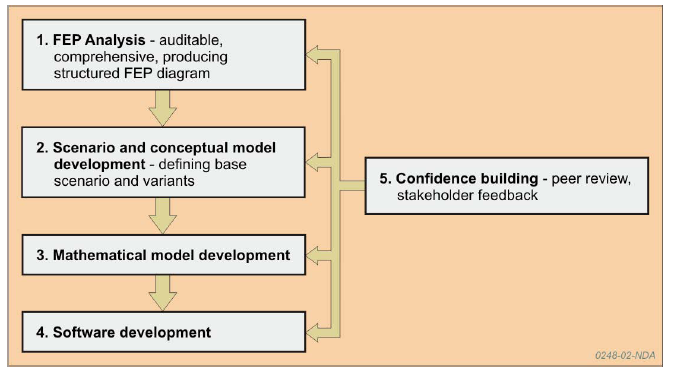 1. FEP Analysis - auditable,
comprehensive, producing
structured FEP diagram
2. Scenario and conceptual model
development - defining base
scenario and variants
5. Confidence building - peer review,
stakeholder feedback
3. Mathematical model development
4. Software development
0248-02-NDA